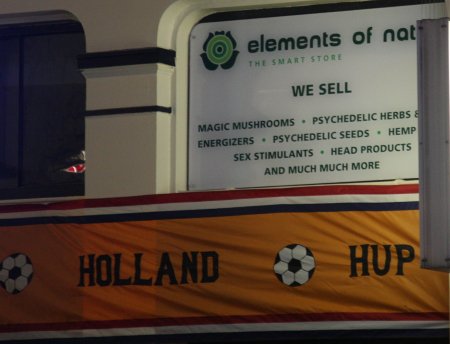 elements of nat
THE SMART STORE
WE SELL
MAGIC MUSHROOMS • PSYCHEDELIC HERBS &
ENERGIZERS • PSYCHEDELIC SEEDS • HEMP
SEX STIMULANTS • HEAD PRODUCTS
AND MUCH MUCH MORE
HOLLAND HUP